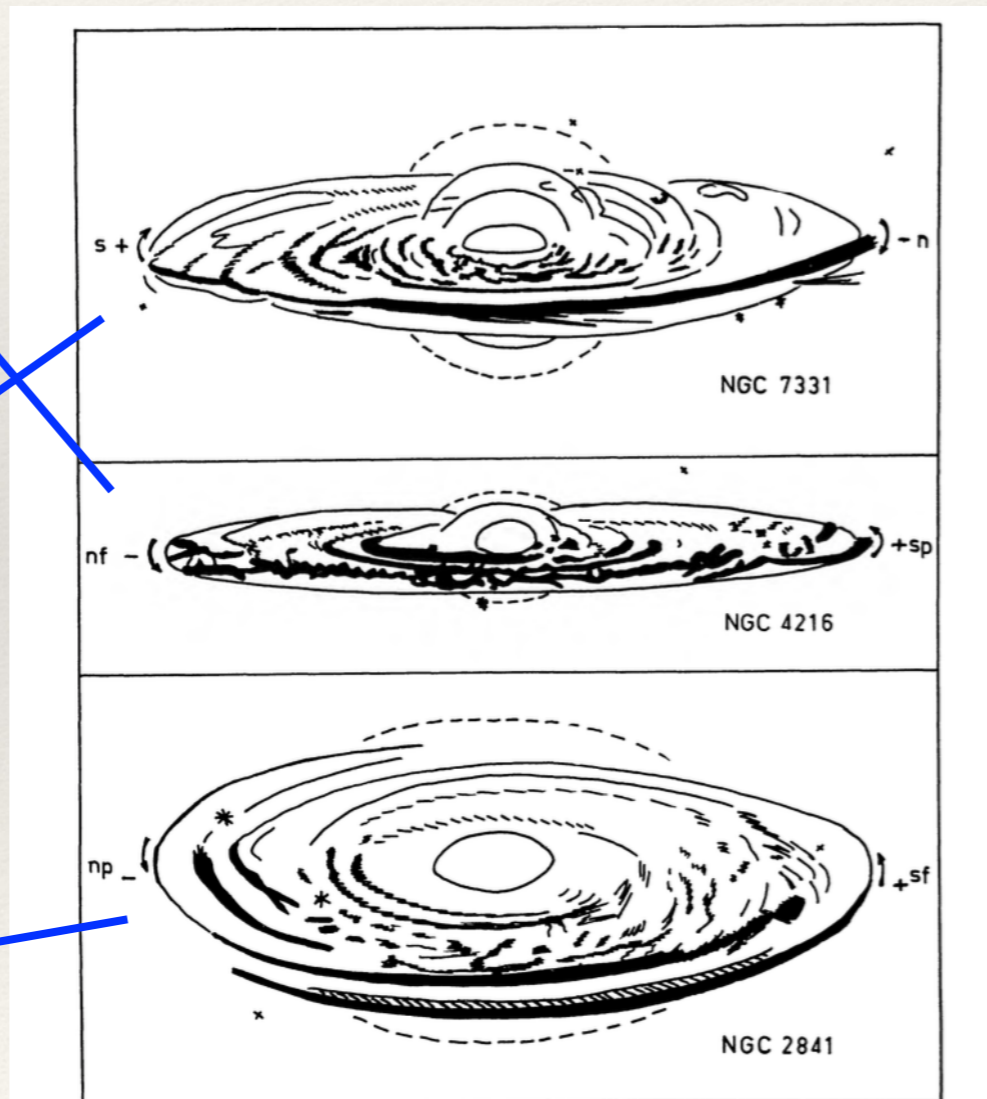 s + - n
NGC 7331
nf - + sp
NGC 4216
np - + sf
NGC 2841